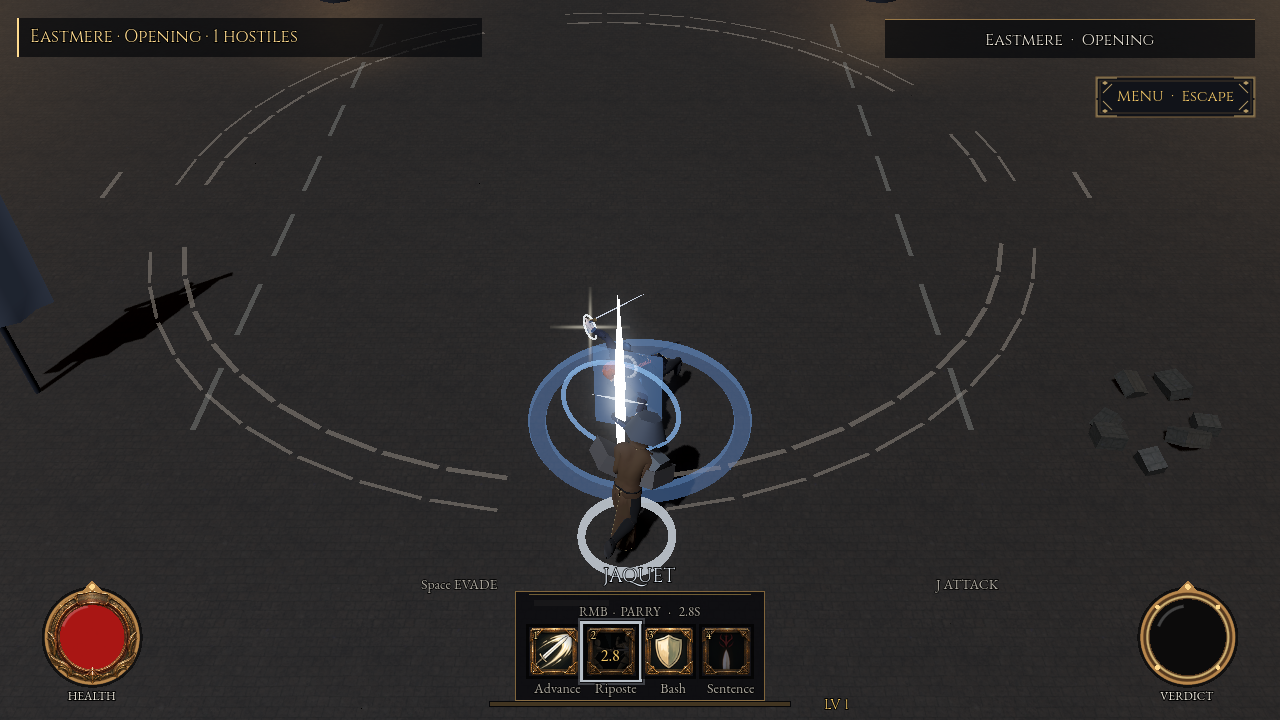 EASTMERE · OPENING · 1 HOSTILES
EASTMERE · OPENING
MENU · ESCAPE
Space EVADE
J ATTACK
JAQUET
RMB · PARRY · 2.8S
1
2
3
4
2.8
Advance
Riposte
Bash
Sentence
HEALTH
VERDICT
LV 1